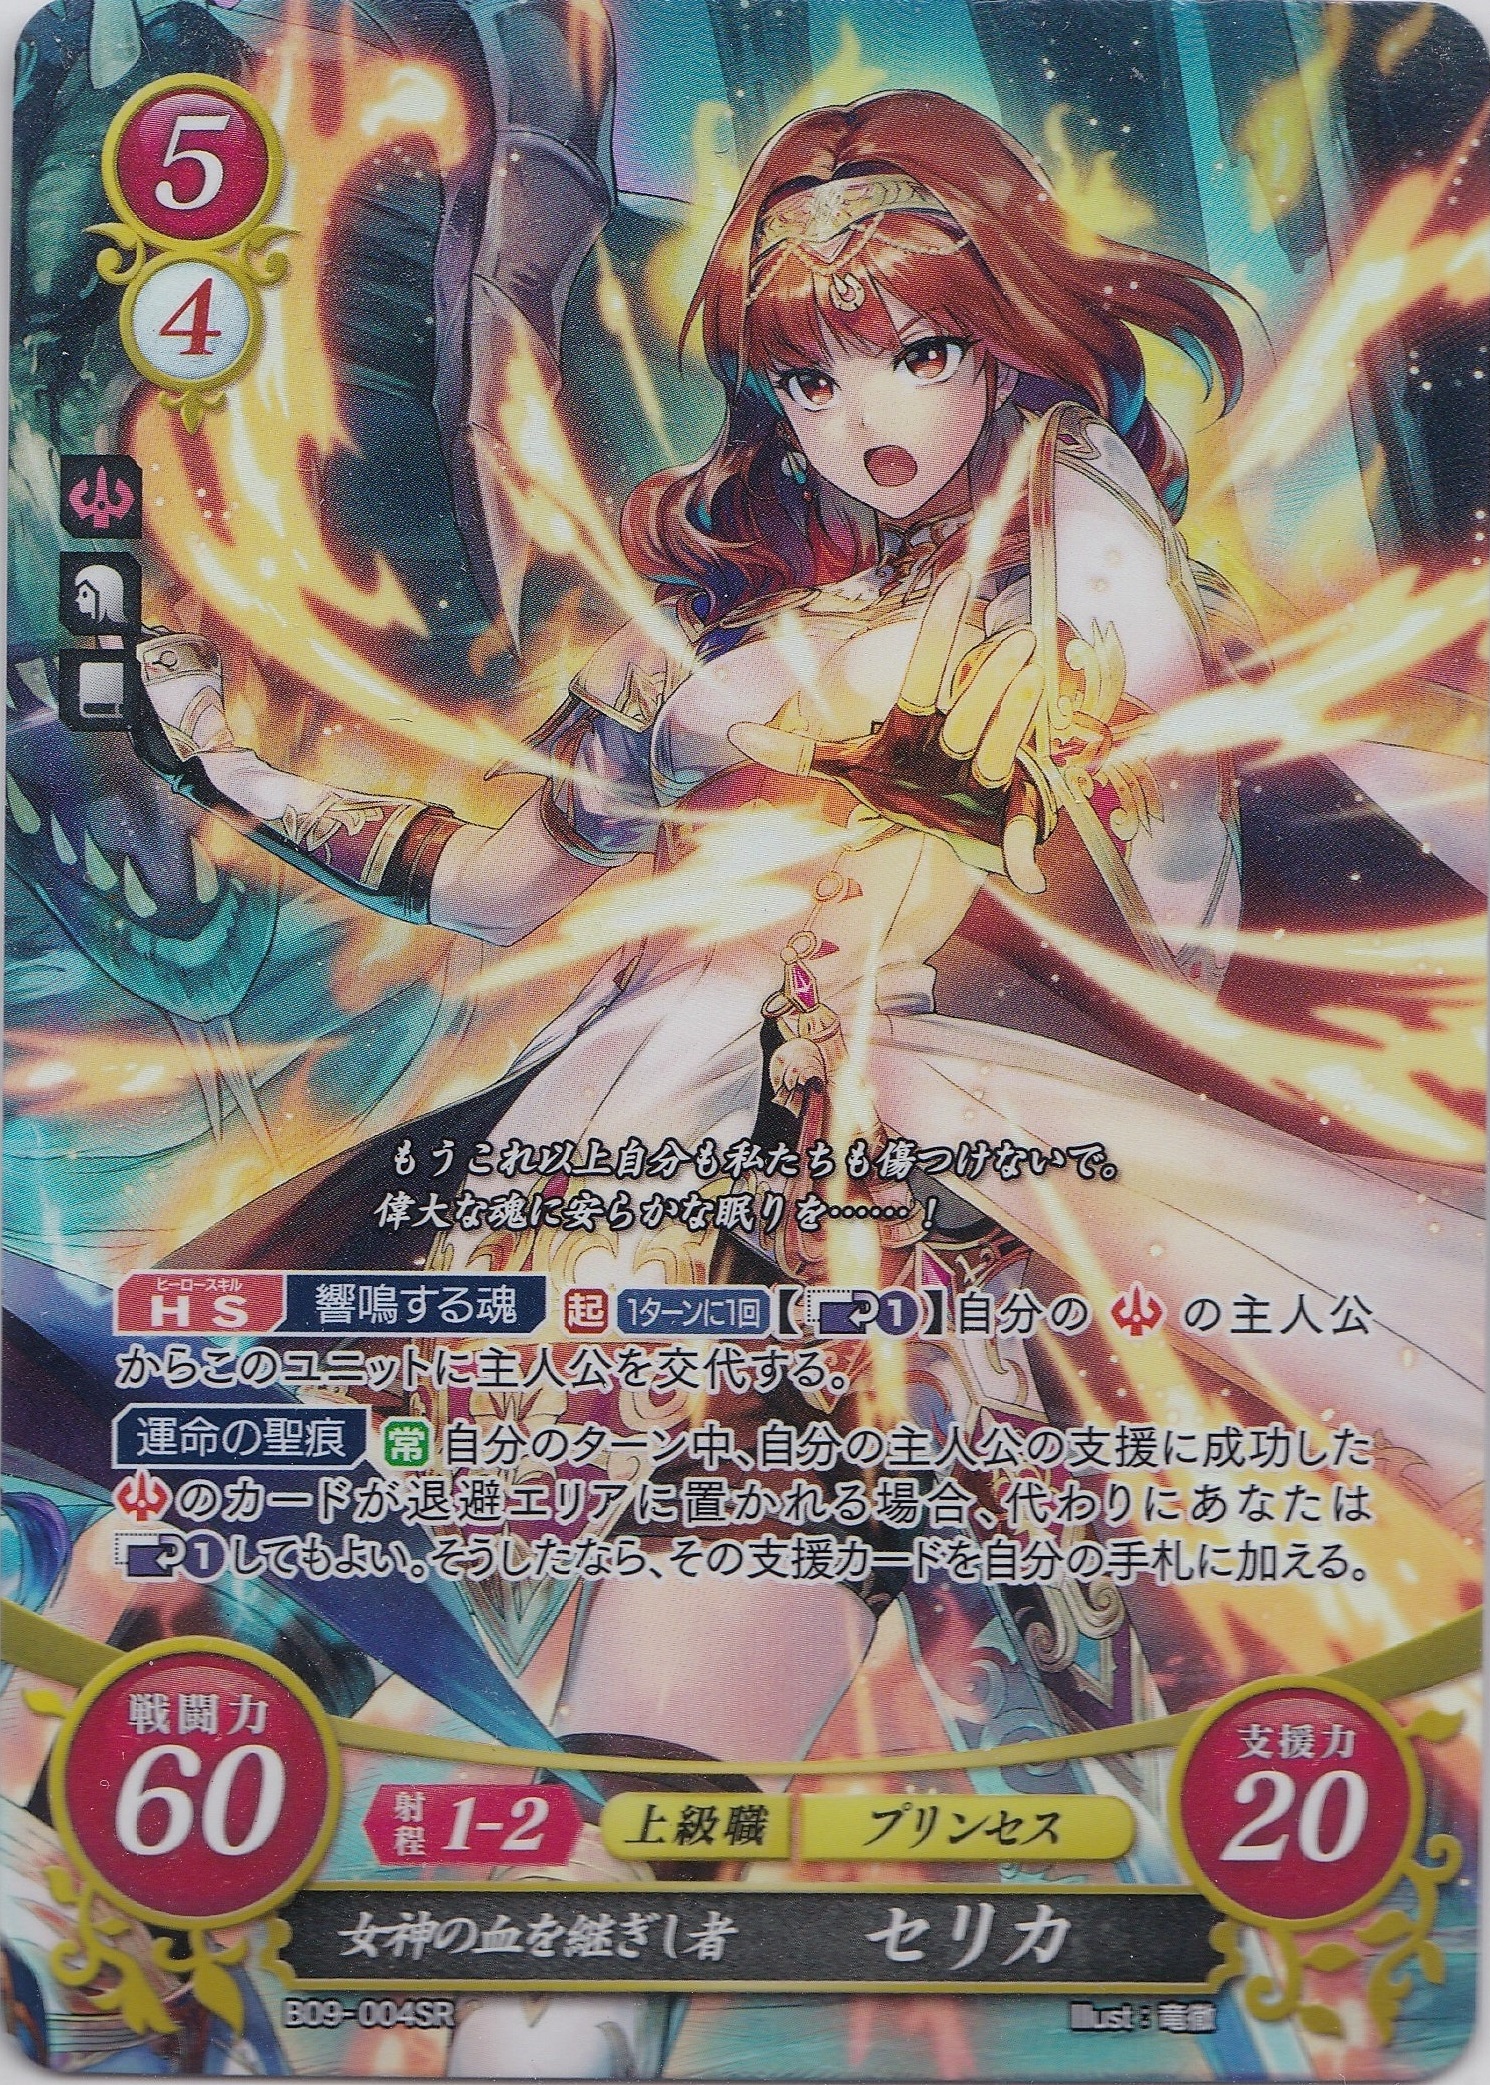 5
4
もうこれ以上自分も私たちも傷つけないで。
偉大な魂に安らかな眠りを……！
ヒーロースキル
HS 響鳴する魂 起 1ターンに1回【1】自分の の主人公
からこのユニットに主人公を交代する。
運命の聖痕 常 自分のターン中、自分の主人公の支援に成功した
のカードが退避エリアに置かれる場合、代わりにあなたは
1してもよい。そうしたなら、その支援カードを自分の手札に加える。
戦闘力
60
射程 1-2 上級職 プリンセス
支援力
20
女神の血を継ぎし者 セリカ
B09-004SR Illust：竜徹